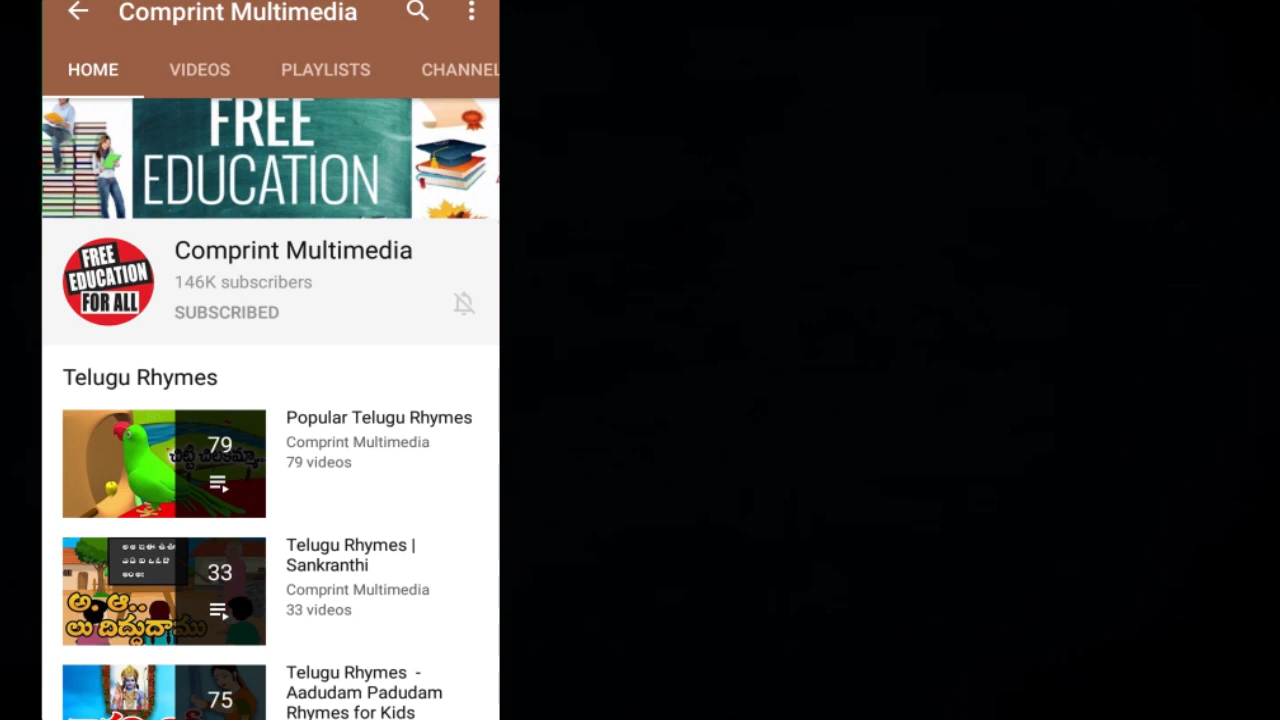 Comprint Multimedia
HOME VIDEOS PLAYLISTS CHANNEL
FREE
EDUCATION
FREE
EDUCATION
FOR ALL
Comprint Multimedia
146K subscribers
SUBSCRIBED
Telugu Rhymes
79
చిట్టి చిలకమ్మా...
Popular Telugu Rhymes
Comprint Multimedia
79 videos
33
అ. ఆ..
లు దిద్దుదాము
Telugu Rhymes |
Sankranthi
Comprint Multimedia
33 videos
75
Telugu Rhymes -
Aadudam Padudam
Rhymes for Kids